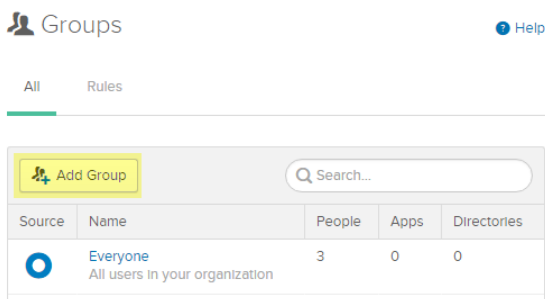 Groups
Help
All Rules
Add Group Search...
Source Name People Apps Directories
Everyone 3 0 0
All users in your organization